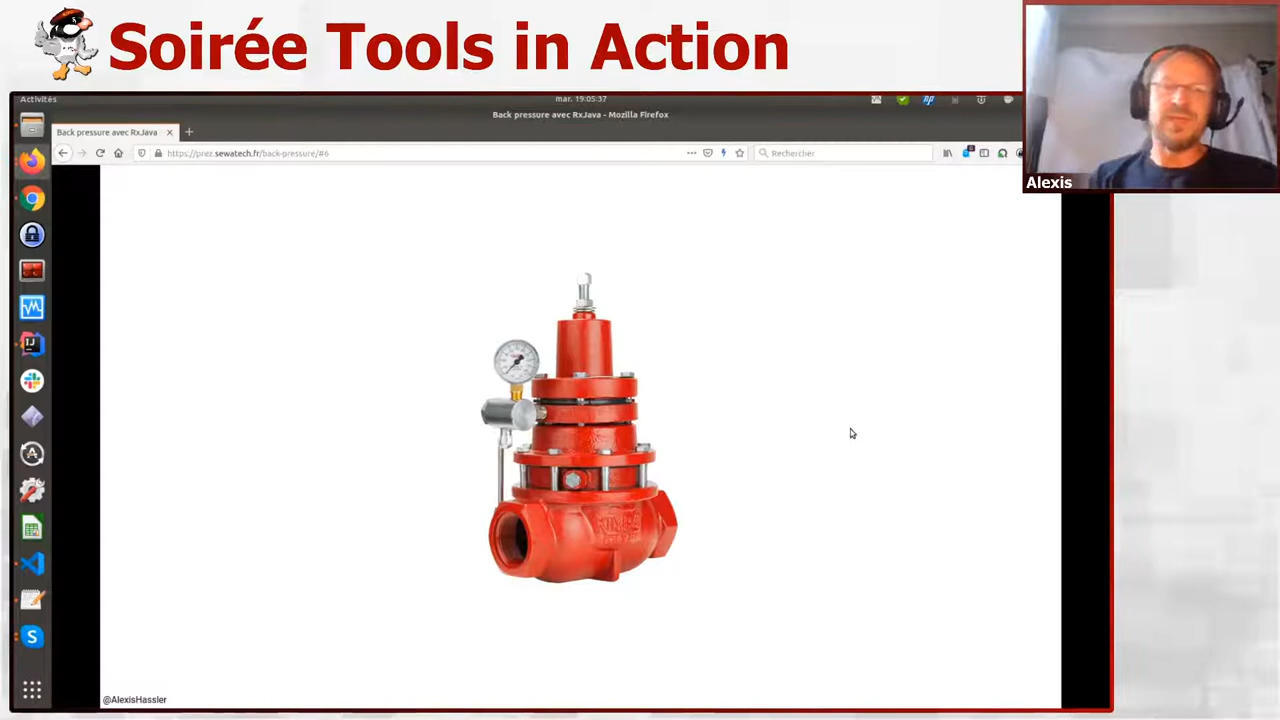 Soirée Tools in Action
Alexis
Activités
mar. 19:05:37
Back pressure avec RxJava - Mozilla Firefox
Back pressure avec RxJava
https://prez.sewatech.fr/back-pressure/#6
Rechercher
@AlexisHassler